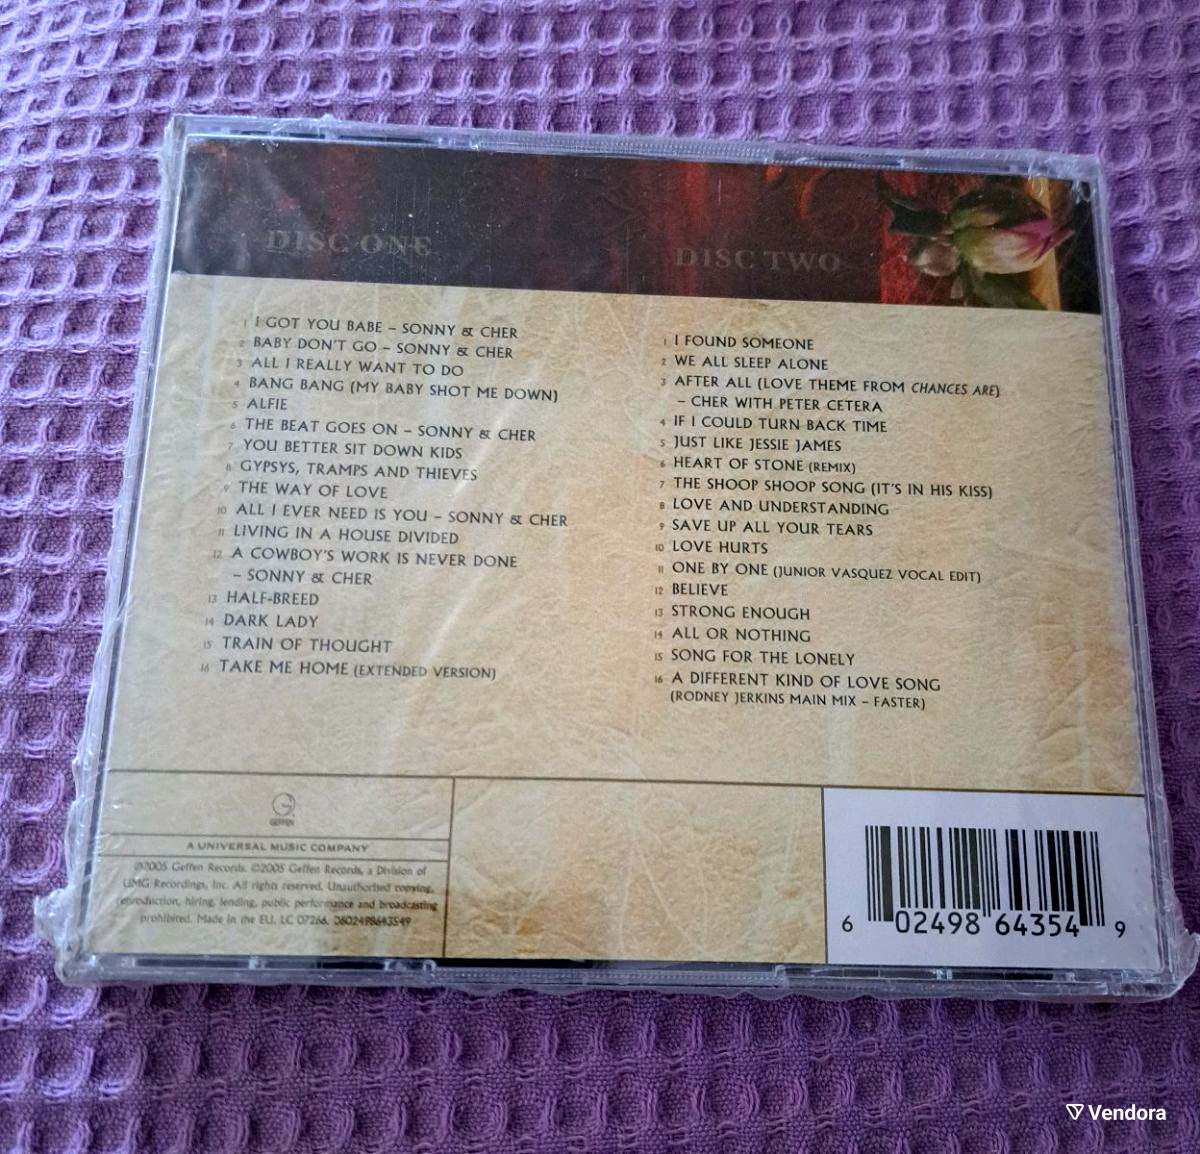 DISC ONE
1 I GOT YOU BABE – SONNY & CHER
2 BABY DON'T GO – SONNY & CHER
3 ALL I REALLY WANT TO DO
4 BANG BANG (MY BABY SHOT ME DOWN)
5 ALFIE
6 THE BEAT GOES ON – SONNY & CHER
7 YOU BETTER SIT DOWN KIDS
8 GYPSYS, TRAMPS AND THIEVES
9 THE WAY OF LOVE
10 ALL I EVER NEED IS YOU – SONNY & CHER
11 LIVING IN A HOUSE DIVIDED
12 A COWBOY'S WORK IS NEVER DONE
– SONNY & CHER
13 HALF-BREED
14 DARK LADY
15 TRAIN OF THOUGHT
16 TAKE ME HOME (EXTENDED VERSION)
DISC TWO
1 I FOUND SOMEONE
2 WE ALL SLEEP ALONE
3 AFTER ALL (LOVE THEME FROM CHANCES ARE)
– CHER WITH PETER CETERA
4 IF I COULD TURN BACK TIME
5 JUST LIKE JESSIE JAMES
6 HEART OF STONE (REMIX)
7 THE SHOOP SHOOP SONG (IT'S IN HIS KISS)
8 LOVE AND UNDERSTANDING
9 SAVE UP ALL YOUR TEARS
10 LOVE HURTS
11 ONE BY ONE (JUNIOR VASQUEZ VOCAL EDIT)
12 BELIEVE
13 STRONG ENOUGH
14 ALL OR NOTHING
15 SONG FOR THE LONELY
16 A DIFFERENT KIND OF LOVE SONG
(RODNEY JERKINS MAIN MIX – FASTER)
GEFFEN
A UNIVERSAL MUSIC COMPANY
℗2005 Geffen Records. ©2005 Geffen Records, a Division of
UMG Recordings, Inc. All rights reserved. Unauthorised copying,
reproduction, hiring, lending, public performance and broadcasting
prohibited. Made in the EU. LC 07266. 0602498643549
6 02498 64354 9
Vendora